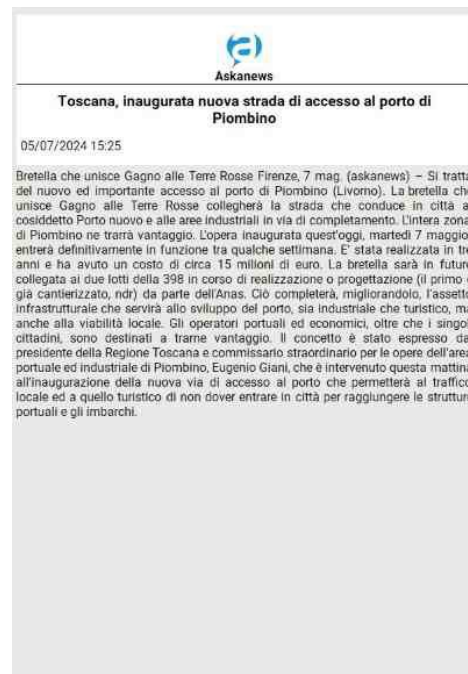 Askanews
Toscana, inaugurata nuova strada di accesso al porto di
Piombino
05/07/2024 15:25
Bretella che unisce Gagno alle Terre Rosse Firenze, 7 mag. (askanews) – Si tratta
del nuovo ed importante accesso al porto di Piombino (Livorno). La bretella che
unisce Gagno alle Terre Rosse collegherà la strada che conduce in città al
cosiddetto Porto nuovo e alle aree industriali in via di completamento. L'intera zona
di Piombino ne trarrà vantaggio. L'opera inaugurata quest'oggi, martedì 7 maggio,
entrerà definitivamente in funzione tra qualche settimana. E' stata realizzata in tre
anni e ha avuto un costo di circa 15 milioni di euro. La bretella sarà in futuro
collegata ai due lotti della 398 in corso di realizzazione o progettazione (il primo è
già cantierizzato, ndr) da parte dell'Anas. Ciò completerà, migliorandolo, l'assetto
infrastrutturale che servirà allo sviluppo del porto, sia industriale che turistico, ma
anche alla viabilità locale. Gli operatori portuali ed economici, oltre che i singoli
cittadini, sono destinati a trarne vantaggio. Il concetto è stato espresso dal
presidente della Regione Toscana e commissario straordinario per le opere dell'area
portuale ed industriale di Piombino, Eugenio Giani, che è intervenuto questa mattina
all'inaugurazione della nuova via di accesso al porto che permetterà al traffico
locale ed a quello turistico di non dover entrare in città per raggiungere le strutture
portuali e gli imbarchi.